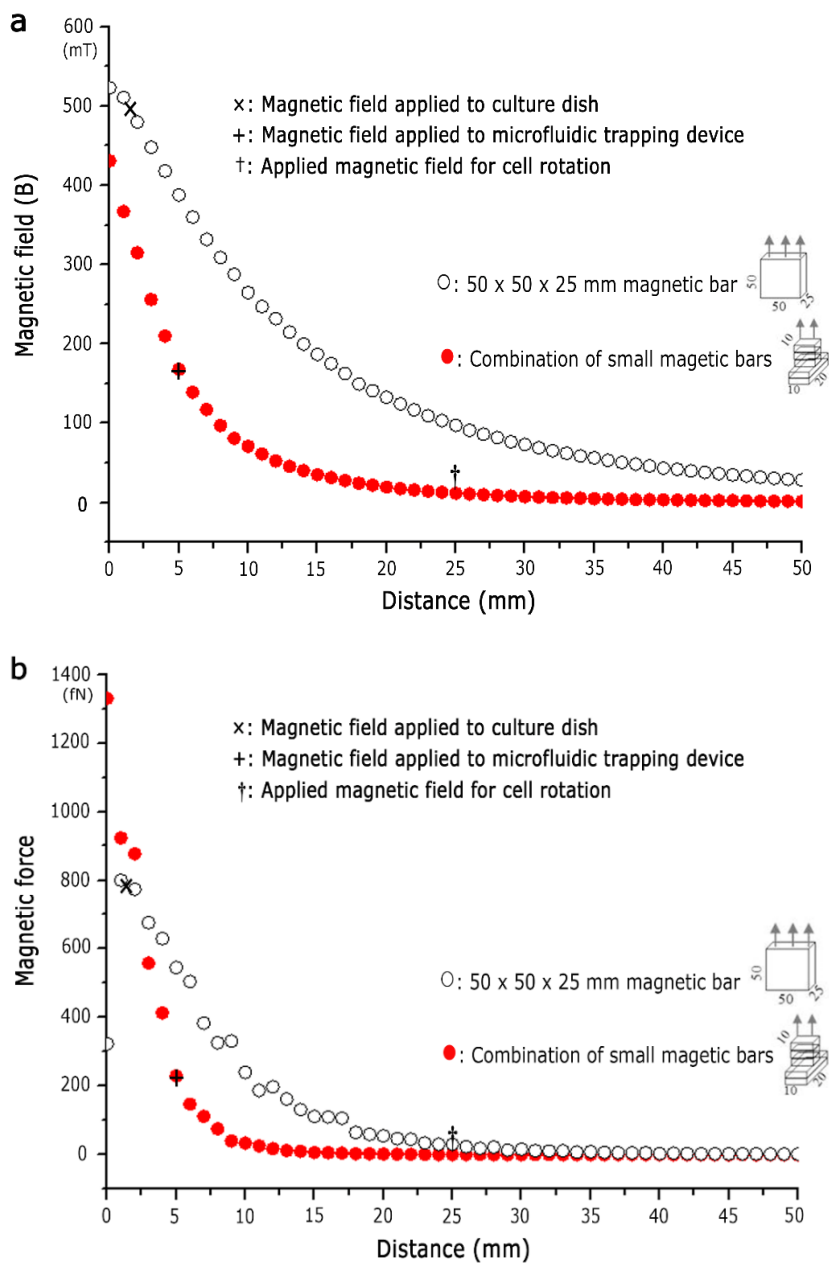 a
600
(mT)
500
400
300
200
100
0
Magnetic field (B)
×: Magnetic field applied to culture dish
+: Magnetic field applied to microfluidic trapping device
†: Applied magnetic field for cell rotation
○: 50 x 50 x 25 mm magnetic bar
50
50
25
●: Combination of small magetic bars
10
10
20
0 5 10 15 20 25 30 35 40 45 50
Distance (mm)
b
1400
(fN)
1200
1000
800
600
400
200
0
Magnetic force
×: Magnetic field applied to culture dish
+: Magnetic field applied to microfluidic trapping device
†: Applied magnetic field for cell rotation
○: 50 x 50 x 25 mm magnetic bar
50
50
25
●: Combination of small magetic bars
10
10
20
0 5 10 15 20 25 30 35 40 45 50
Distance (mm)